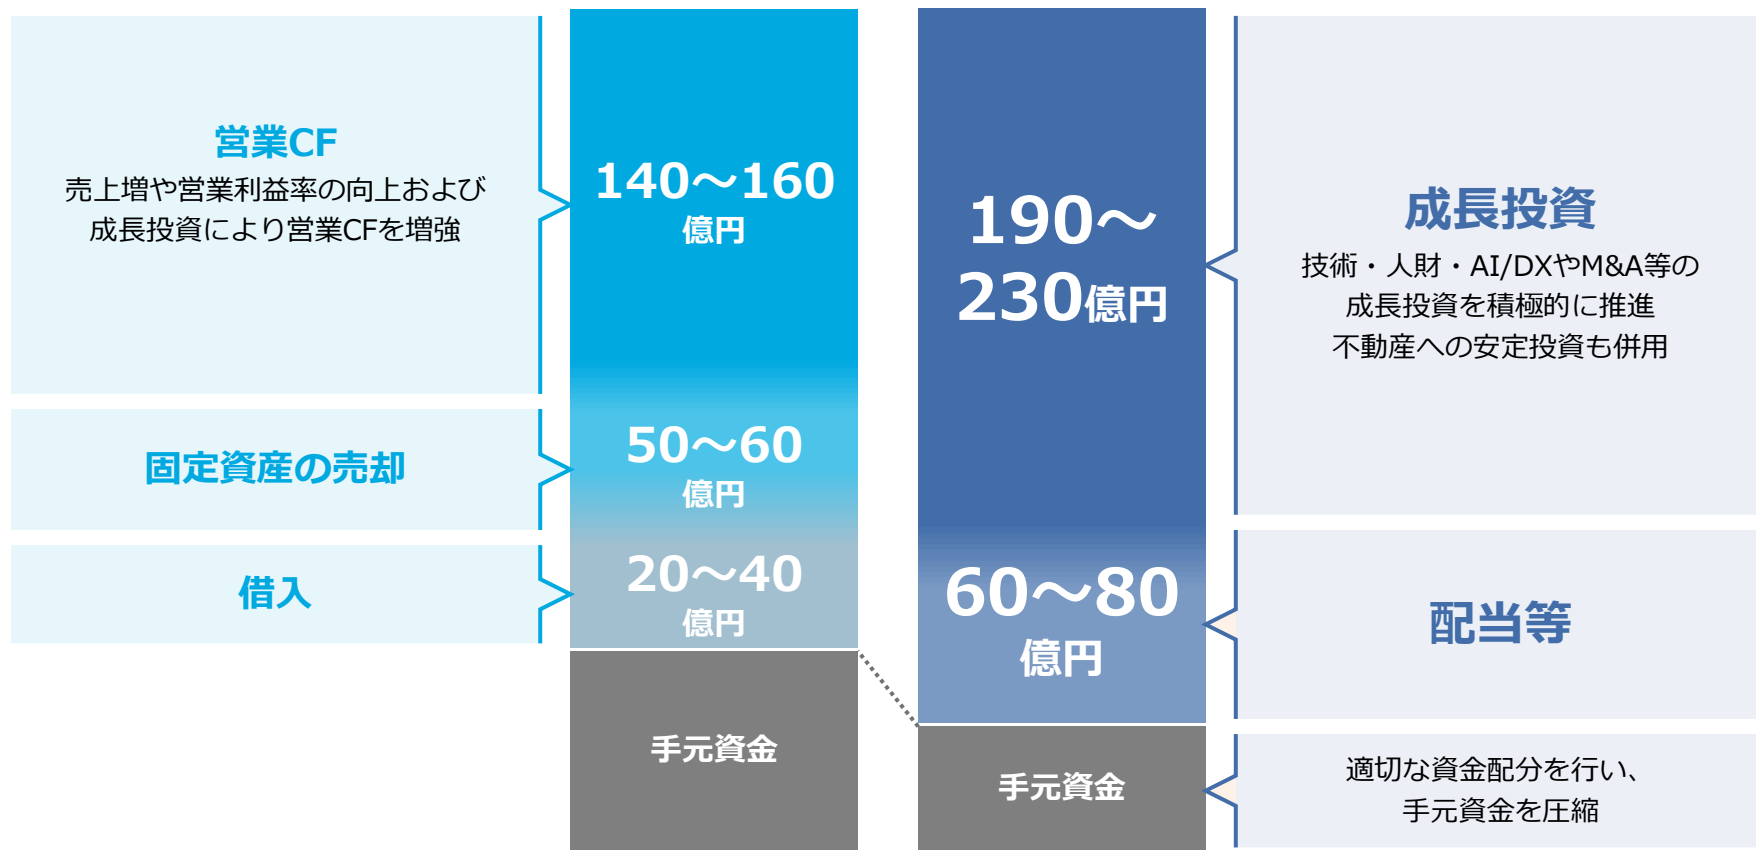 営業CF
売上増や営業利益率の向上および
成長投資により営業CFを増強
140～160
億円
固定資産の売却
50～60
億円
借入
20～40
億円
手元資金
190～
230億円
成長投資
技術・人財・AI/DXやM&A等の
成長投資を積極的に推進
不動産への安定投資も併用
60～80
億円
配当等
手元資金
適切な資金配分を行い、
手元資金を圧縮